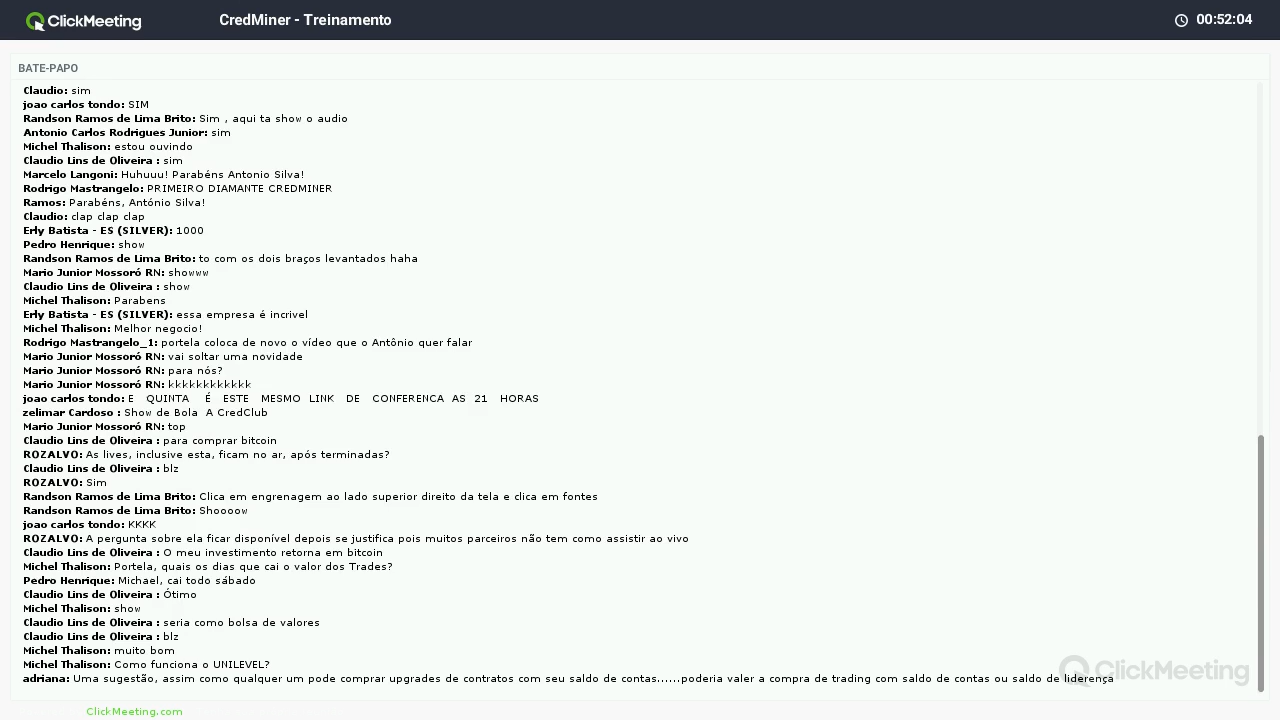 ClickMeeting
CredMiner - Treinamento
00:52:04
BATE-PAPO
Claudio: sim
joao carlos tondo: SIM
Randson Ramos de Lima Brito: Sim , aqui ta show o audio
Antonio Carlos Rodrigues Junior: sim
Michel Thalison: estou ouvindo
Claudio Lins de Oliveira : sim
Marcelo Langoni: Huhuuu! Parabéns Antonio Silva!
Rodrigo Mastrangelo: PRIMEIRO DIAMANTE CREDMINER
Ramos: Parabéns, António Silva!
Claudio: clap clap clap
Erly Batista - ES (SILVER): 1000
Pedro Henrique: show
Randson Ramos de Lima Brito: to com os dois braços levantados haha
Mario Junior Mossoró RN: showww
Claudio Lins de Oliveira : show
Michel Thalison: Parabens
Erly Batista - ES (SILVER): essa empresa é incrivel
Michel Thalison: Melhor negocio!
Rodrigo Mastrangelo_1: portela coloca de novo o vídeo que o Antônio quer falar
Mario Junior Mossoró RN: vai soltar uma novidade
Mario Junior Mossoró RN: para nós?
Mario Junior Mossoró RN: kkkkkkkkkkkk
joao carlos tondo: E QUINTA É ESTE MESMO LINK DE CONFERENCA AS 21 HORAS
zelimar Cardoso : Show de Bola A CredClub
Mario Junior Mossoró RN: top
Claudio Lins de Oliveira : para comprar bitcoin
ROZALVO: As lives, inclusive esta, ficam no ar, após terminadas?
Claudio Lins de Oliveira : blz
ROZALVO: Sim
Randson Ramos de Lima Brito: Clica em engrenagem ao lado superior direito da tela e clica em fontes
Randson Ramos de Lima Brito: Shoooow
joao carlos tondo: KKKK
ROZALVO: A pergunta sobre ela ficar disponível depois se justifica pois muitos parceiros não tem como assistir ao vivo
Claudio Lins de Oliveira : O meu investimento retorna em bitcoin
Michel Thalison: Portela, quais os dias que cai o valor dos Trades?
Pedro Henrique: Michael, cai todo sábado
Claudio Lins de Oliveira : Ótimo
Michel Thalison: show
Claudio Lins de Oliveira : seria como bolsa de valores
Claudio Lins de Oliveira : blz
Michel Thalison: muito bom
Michel Thalison: Como funciona o UNILEVEL?
adriana: Uma sugestão, assim como qualquer um pode comprar upgrades de contratos com seu saldo de contas......poderia valer a compra de trading com saldo de contas ou saldo de liderença
ClickMeeting
ClickMeeting.com